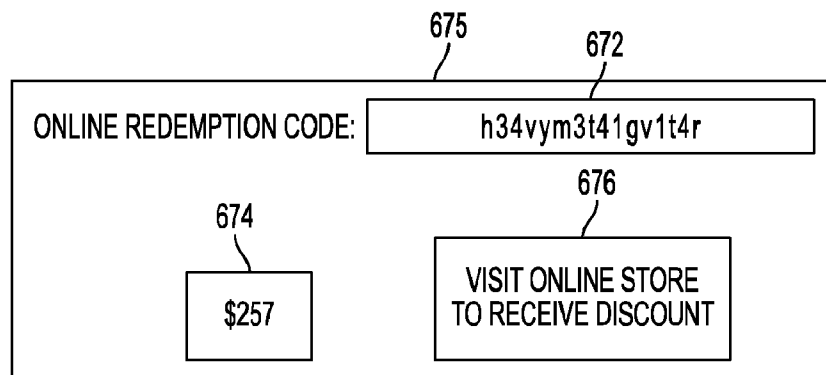 675
672
ONLINE REDEMPTION CODE: h34vym3t41gv1t4r
674
676
$257
VISIT ONLINE STORE
TO RECEIVE DISCOUNT